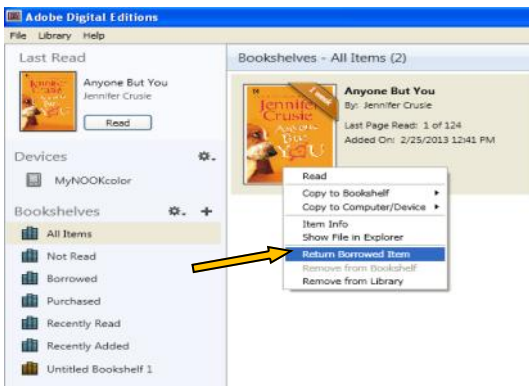 Adobe Digital Editions
File Library Help
Last Read
Anyone But You
Jennifer Crusie
Read
Devices
MyNOOKcolor
Bookshelves
All Items
Not Read
Borrowed
Purchased
Recently Read
Recently Added
Untitled Bookshelf 1
Bookshelves - All Items (2)
Jennifer
Crusie
Anyone But You
By: Jennifer Crusie
Last Page Read: 1 of 124
Added On: 2/25/2013 12:41 PM
Read
Copy to Bookshelf
Copy to Computer/Device
Item Info
Show File in Explorer
Return Borrowed Item
Remove from Bookshelf
Remove from Library